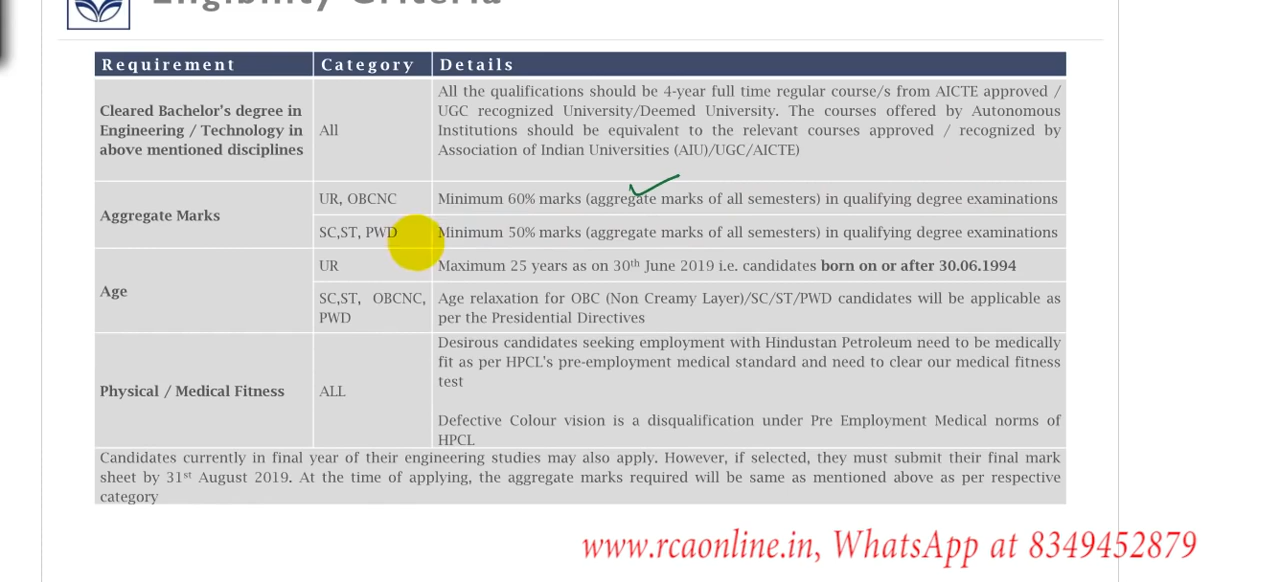 Eligibility Criteria
Requirement Category Details
Cleared Bachelor's degree in
Engineering / Technology in
above mentioned disciplines
All
All the qualifications should be 4-year full time regular course/s from AICTE approved /
UGC recognized University/Deemed University. The courses offered by Autonomous
Institutions should be equivalent to the relevant courses approved / recognized by
Association of Indian Universities (AIU)/UGC/AICTE)
Aggregate Marks
UR, OBCNC
Minimum 60% marks (aggregate marks of all semesters) in qualifying degree examinations
SC,ST, PWD
Minimum 50% marks (aggregate marks of all semesters) in qualifying degree examinations
Age
UR
Maximum 25 years as on 30th June 2019 i.e. candidates born on or after 30.06.1994
SC,ST, OBCNC,
PWD
Age relaxation for OBC (Non Creamy Layer)/SC/ST/PWD candidates will be applicable as
per the Presidential Directives
Physical / Medical Fitness
ALL
Desirous candidates seeking employment with Hindustan Petroleum need to be medically
fit as per HPCL's pre-employment medical standard and need to clear our medical fitness
test
Defective Colour vision is a disqualification under Pre Employment Medical norms of
HPCL
Candidates currently in final year of their engineering studies may also apply. However, if selected, they must submit their final mark
sheet by 31st August 2019. At the time of applying, the aggregate marks required will be same as mentioned above as per respective
category
www.rcaonline.in, WhatsApp at 8349452879